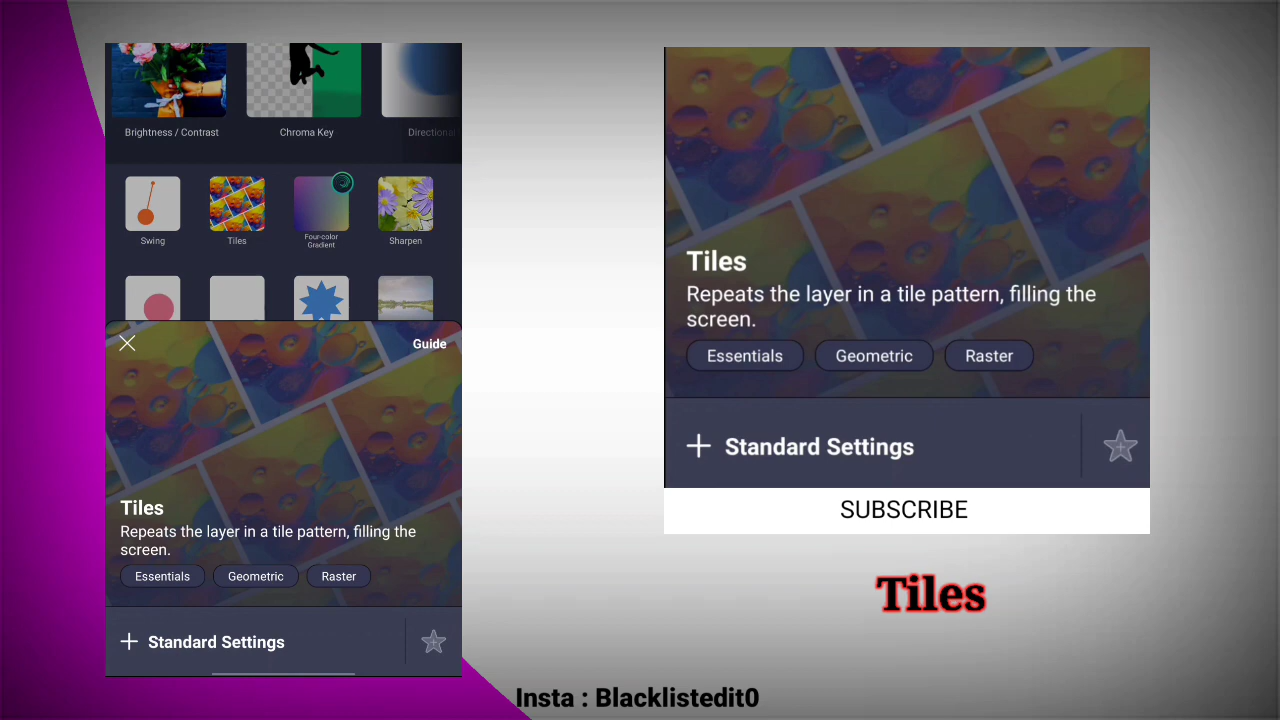 Brightness / Contrast
Chroma Key
Directional
Swing
Tiles
Four-color
Gradient
Sharpen
Guide
Tiles
Repeats the layer in a tile pattern, filling the
screen.
Essentials
Geometric
Raster
Standard Settings
Tiles
Repeats the layer in a tile pattern, filling the
screen.
Essentials
Geometric
Raster
Standard Settings
SUBSCRIBE
Tiles
Insta : Blacklistedit0